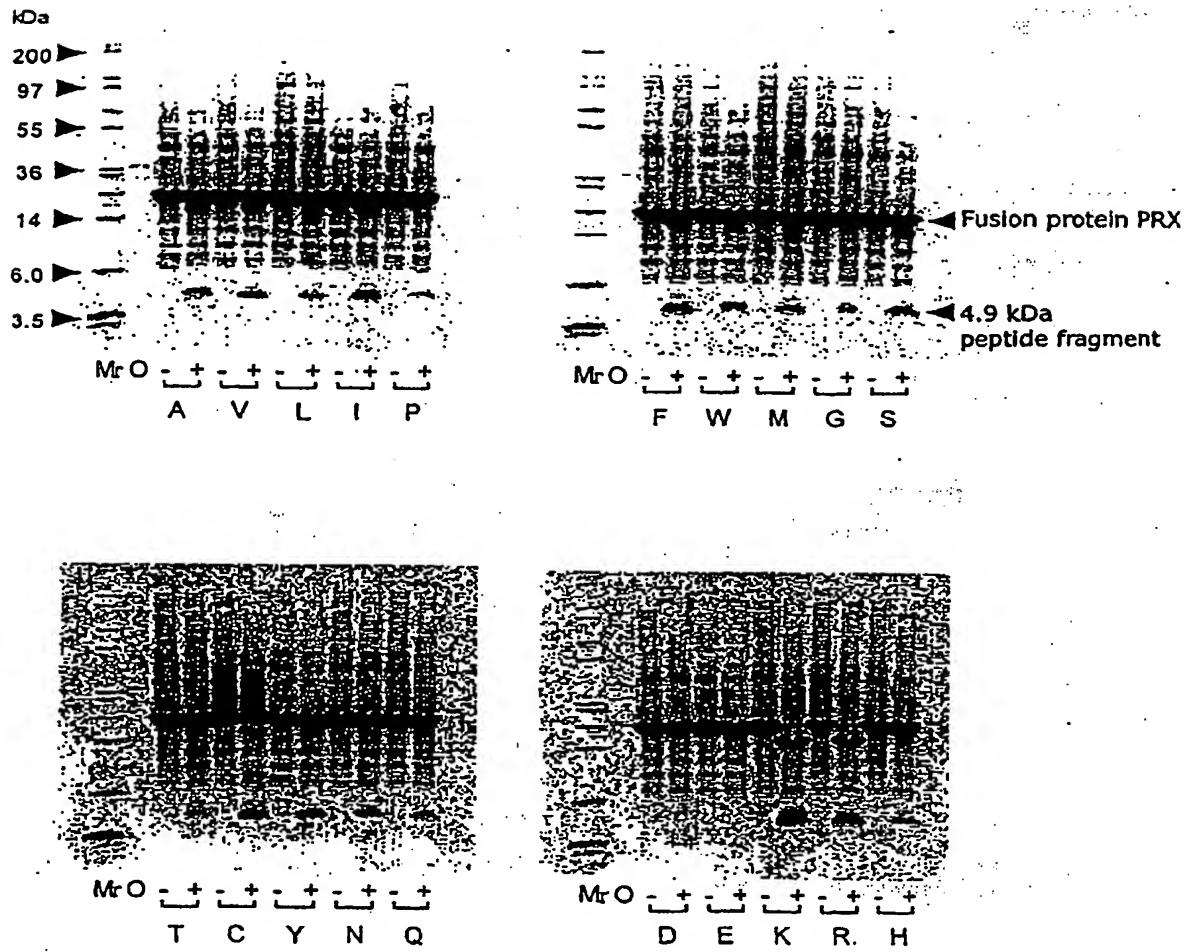 kDa
200
97
55
36
14
6.0
3.5
Mr O - + - + - + - + - +
A V L I P
Fusion protein PRX
4.9 kDa
peptide fragment
Mr O - + - + - + - + - +
F W M G S
Mr O - + - + - + - + - +
T C Y N Q
Mr O - + - + - + - + - +
D E K R. H